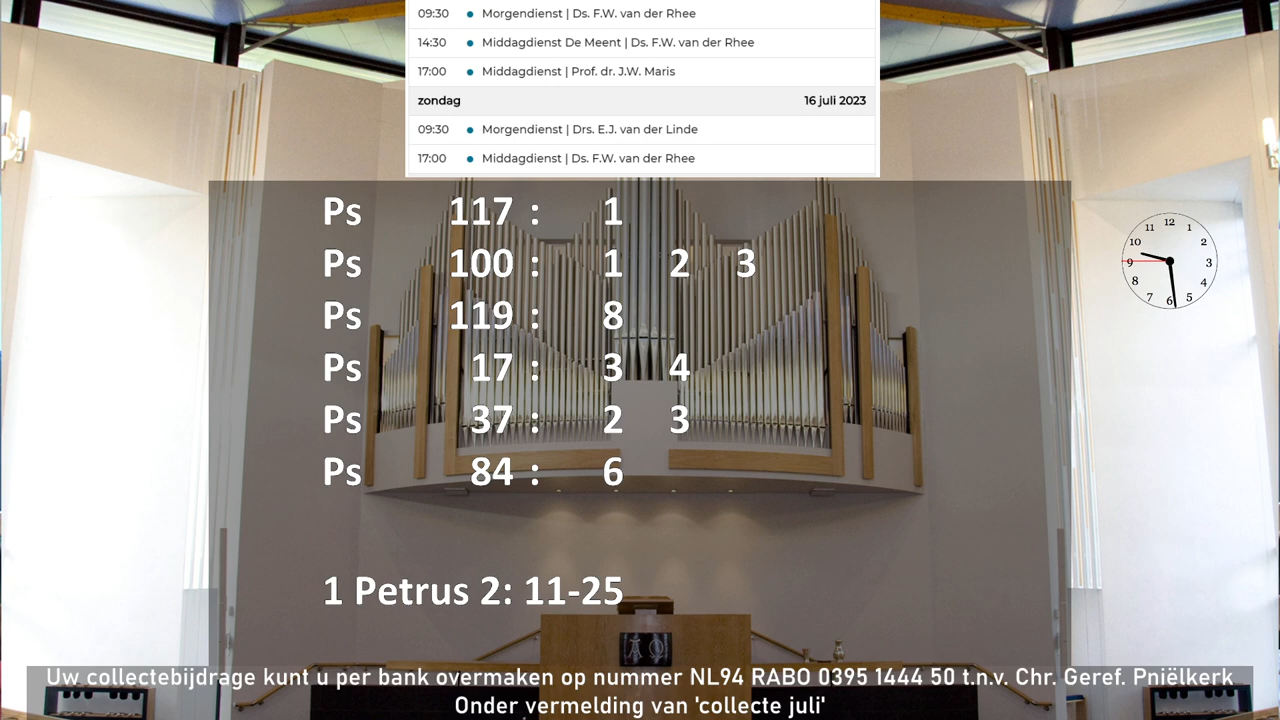 09:30 • Morgendienst | Ds. F.W. van der Rhee
14:30 • Middagdienst De Meent | Ds. F.W. van der Rhee
17:00 • Middagdienst | Prof. dr. J.W. Maris
zondag 16 juli 2023
09:30 • Morgendienst | Drs. E.J. van der Linde
17:00 • Middagdienst | Ds. F.W. van der Rhee
Ps 117 : 1
Ps 100 : 1 2 3
Ps 119 : 8
Ps 17 : 3 4
Ps 37 : 2 3
Ps 84 : 6
12
11 1
10 2
9 3
8 4
7 5
6
1 Petrus 2: 11-25
Α Ω
Uw collectebijdrage kunt u per bank overmaken op nummer NL94 RABO 0395 1444 50 t.n.v. Chr. Geref. Pniëlkerk
Onder vermelding van 'collecte juli'